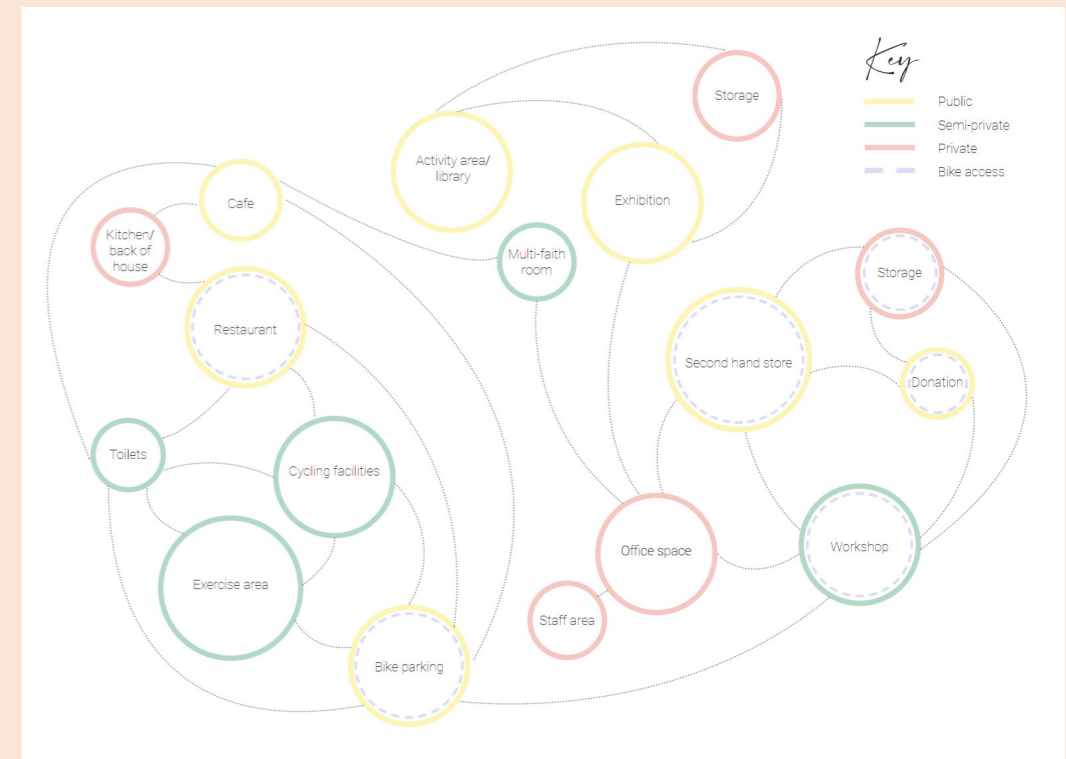 Key
Public
Semi-private
Private
Bike access
Storage
Activity area/
library
Exhibition
Cafe
Kitchen/
back of
house
Multi-faith
room
Storage
Restaurant
Second hand store
Donation
Toilets
Cycling facilities
Workshop
Office space
Exercise area
Staff area
Bike parking